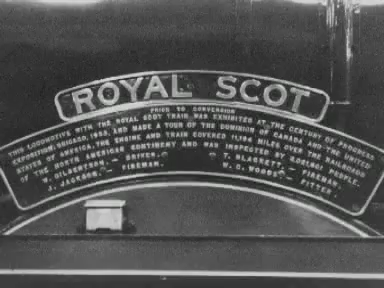 ROYAL SCOT
PRIOR TO CONVERSION
THIS LOCOMOTIVE WITH THE ROYAL SCOT TRAIN WAS EXHIBITED AT THE CENTURY OF PROGRESS
EXPOSITION, CHICAGO, 1933, AND MADE A TOUR OF THE DOMINION OF CANADA AND THE UNITED
STATES OF AMERICA, THE ENGINE AND TRAIN COVERED 11,194 MILES OVER THE RAILROADS
OF THE NORTH AMERICAN CONTINENT AND WAS INSPECTED BY 3,021,601 PEOPLE.
W. GILBERTSON - DRIVER. T. BLACKETT - FIREMAN.
J. JACKSON - FIREMAN. W. C. WOODS - FITTER.